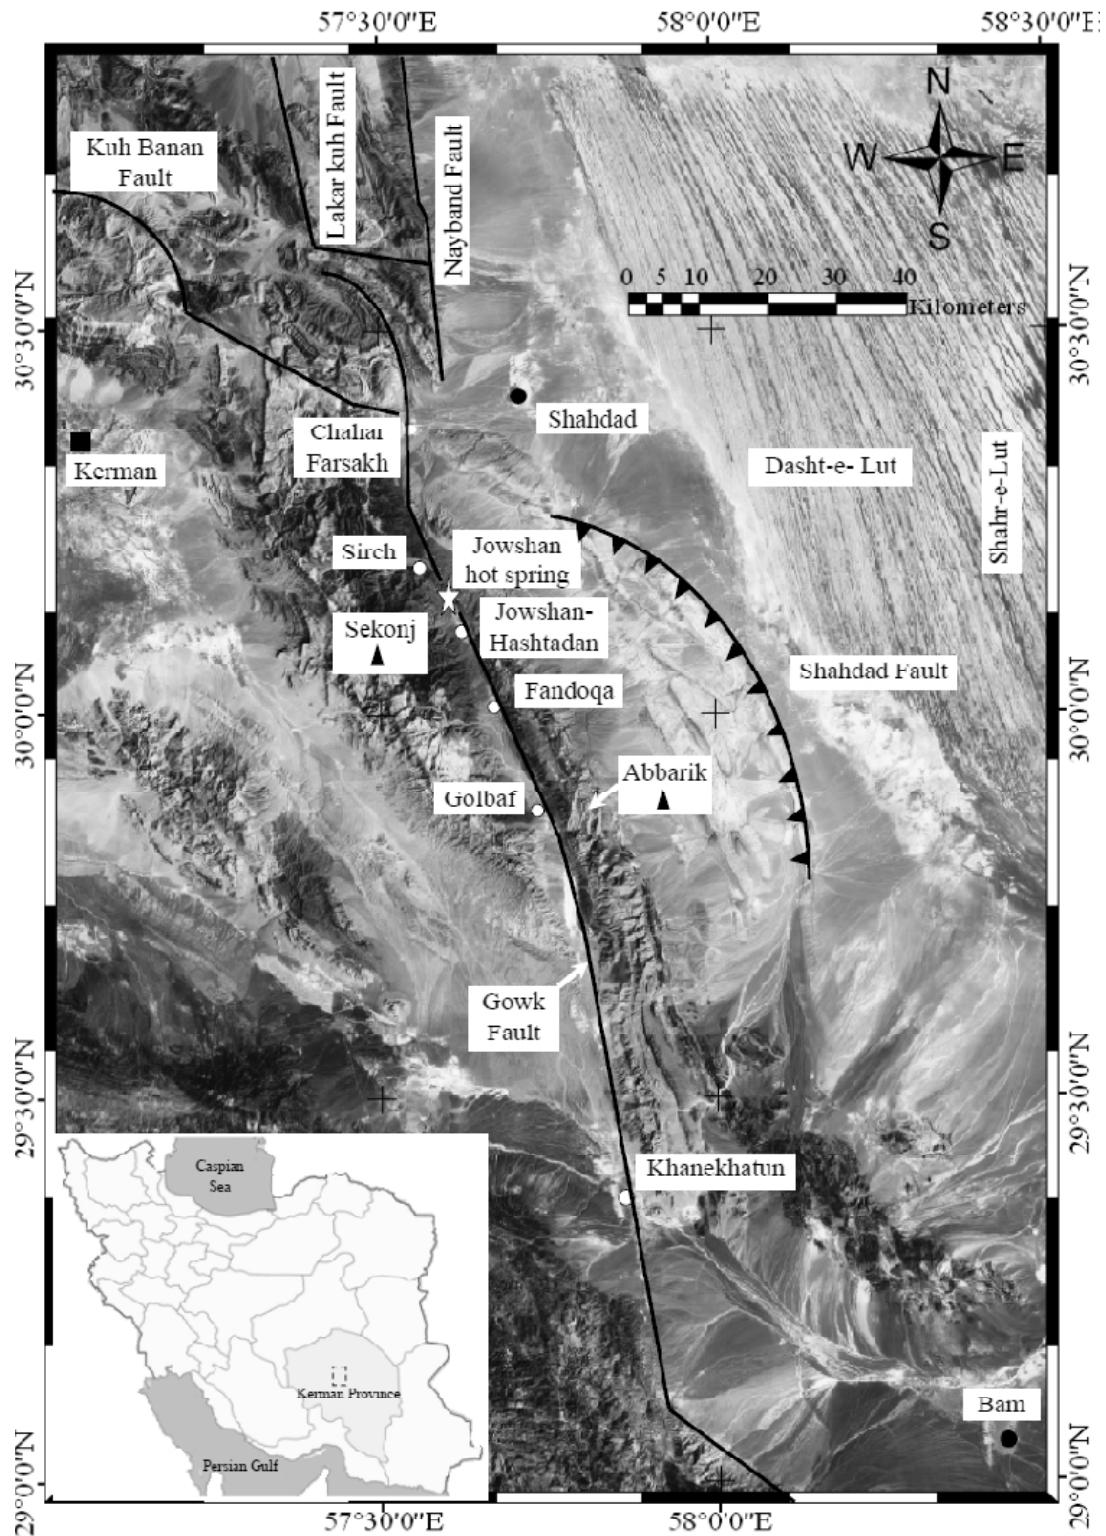 57°30'0"E
58°0'0"E
58°30'0"E
N
W
E
S
Kuh Banan
Fault
Lakar kuh Fault
Nayband Fault
0 5 10 20 30 40
Kilometers
30°30'0"N
30°30'0"N
Shahdad
Chahar
Farsakh
Kerman
Dasht-e- Lut
Shahr-e-Lut
Sirch
Jowshan
hot spring
Jowshan-
Hashtadan
Sekonj
Shahdad Fault
Fandoqa
30°0'0"N
30°0'0"N
Abbarik
Golbaf
Gowk
Fault
29°30'0"N
29°30'0"N
Khanekhatun
Caspian
Sea
Kerman Province
Persian Gulf
Bam
29°0'0"N
29°0'0"N
57°30'0"E
58°0'0"E